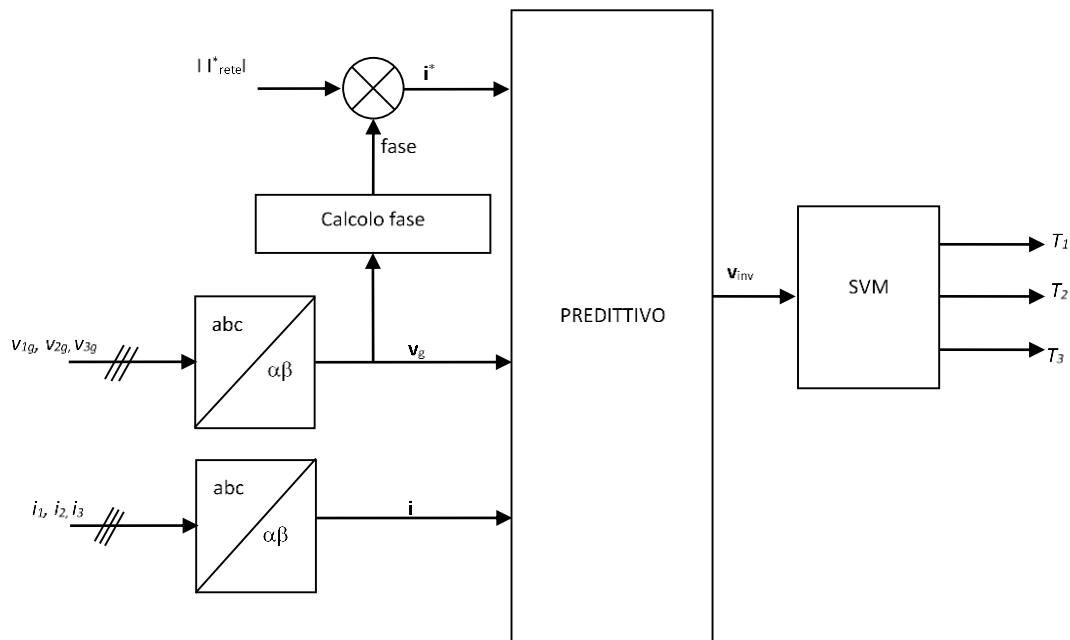 I I*reteI
i*
fase
Calcolo fase
abc
αβ
v1g, v2g, v3g
vg
PREDITTIVO
vinv
SVM
T1
T2
T3
abc
αβ
i1, i2, i3
i